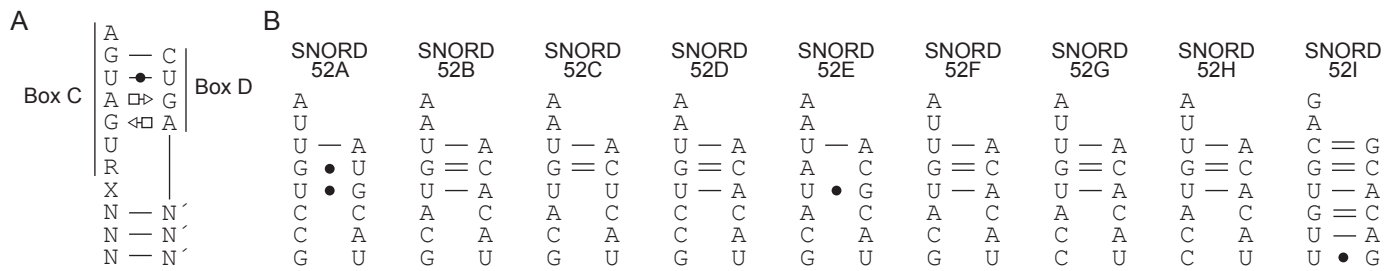 A
A
G — C
U ● U
A G
G A
U
R
X
N — N´
N — N´
N — N´
Box C
Box D
B
SNORD SNORD SNORD SNORD SNORD SNORD SNORD SNORD SNORD
52A 52B 52C 52D 52E 52F 52G 52H 52I
A A A A A A A A G
U A A A A U U U A
U — A U — A U — A U — A U — A U — A U — A U — A C = G
G ● U G = C G = C G = C A C G = C G = C G = C G = C
U ● G U — A U U U — A U ● G U — A U — A U — A U — A
C C A C A C C C A C A C A C A C G = C
C A C A C A C A C A C A C A C A U — A
G U G U G U G U G U G U C U C U U ● G